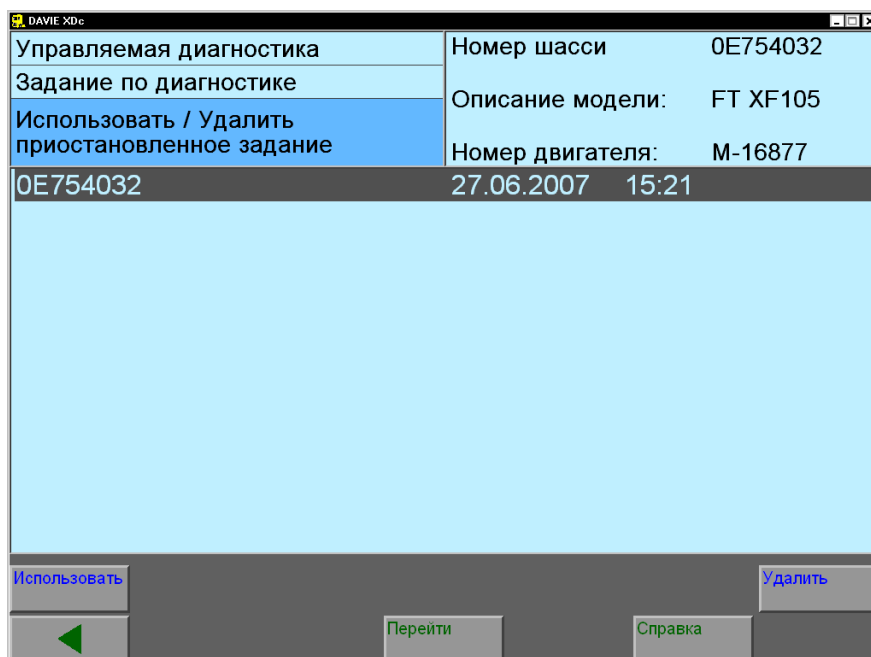 DAVIE XDc
Управляемая диагностика
Задание по диагностике
Использовать / Удалить
приостановленное задание
Номер шасси 0E754032
Описание модели: FT XF105
Номер двигателя: M-16877
0E754032 27.06.2007 15:21
Использовать
Удалить
Перейти
Справка